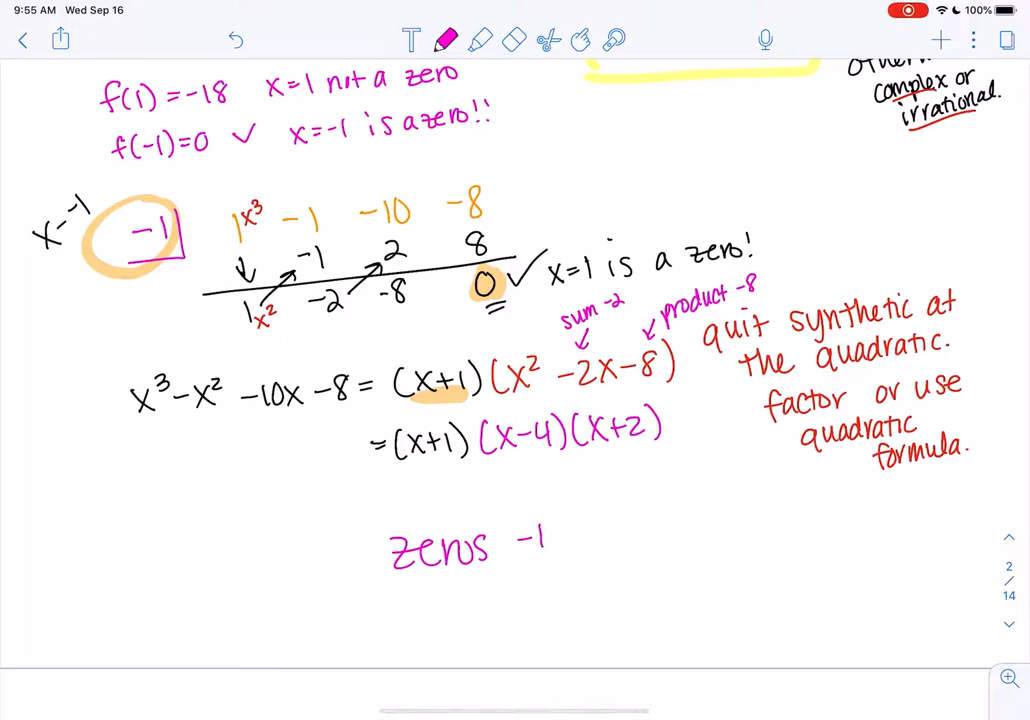 9:55 AM Wed Sep 16
100%
complex or
irrational.
f(1) = -18 x=1 not a zero
f(-1)=0 ✓ x=-1 is a zero!!
x - -1
-1 1x³ -1 -10 -8
↓ -1 2 8
1x² -2 -8 0 ✓ x=1 is a zero!
sum -2 product -8
x³-x² -10x -8 = (x+1)(x² -2x-8)
=(x+1)(x-4)(x+2)
quit synthetic at
the quadratic.
factor or use
quadratic
formula.
zeros -1
2
/
14